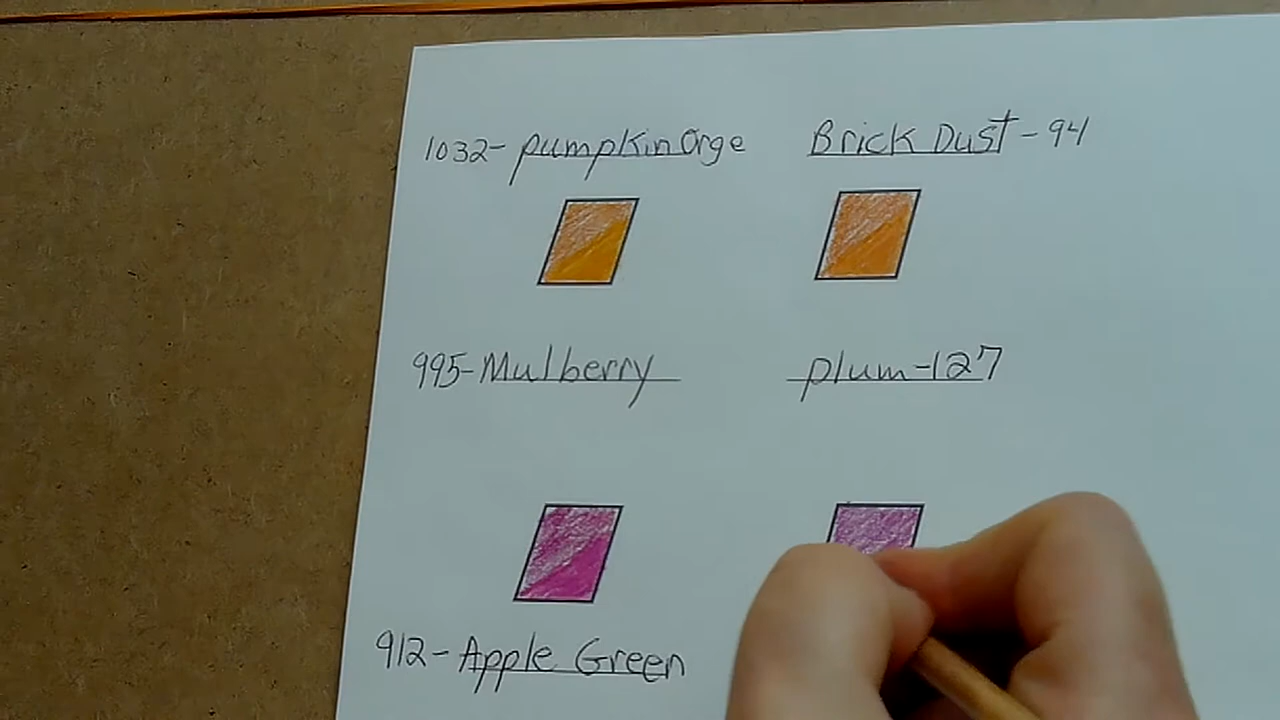 1032- pumpkin Orge
Brick Dust - 94
995- Mulberry
plum-127
912- Apple Green